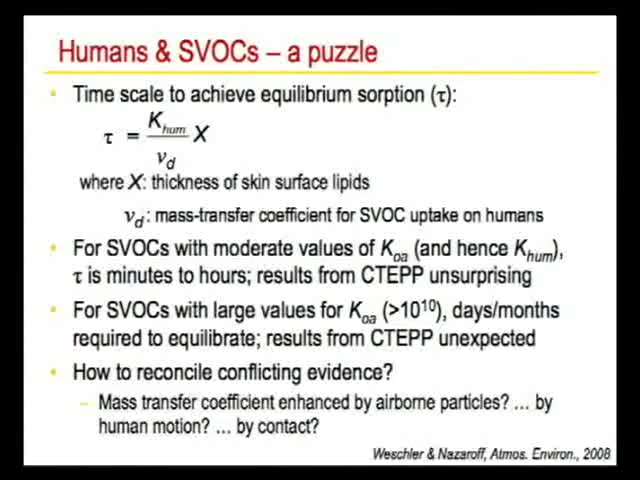 Humans & SVOCs – a puzzle
• Time scale to achieve equilibrium sorption (τ):
τ = K_hum / v_d X
where X: thickness of skin surface lipids
v_d : mass-transfer coefficient for SVOC uptake on humans
• For SVOCs with moderate values of K_oa (and hence K_hum),
τ is minutes to hours; results from CTEPP unsurprising
• For SVOCs with large values for K_oa (>10¹⁰), days/months
required to equilibrate; results from CTEPP unexpected
• How to reconcile conflicting evidence?
– Mass transfer coefficient enhanced by airborne particles? … by
human motion? … by contact?
Weschler & Nazaroff, Atmos. Environ., 2008